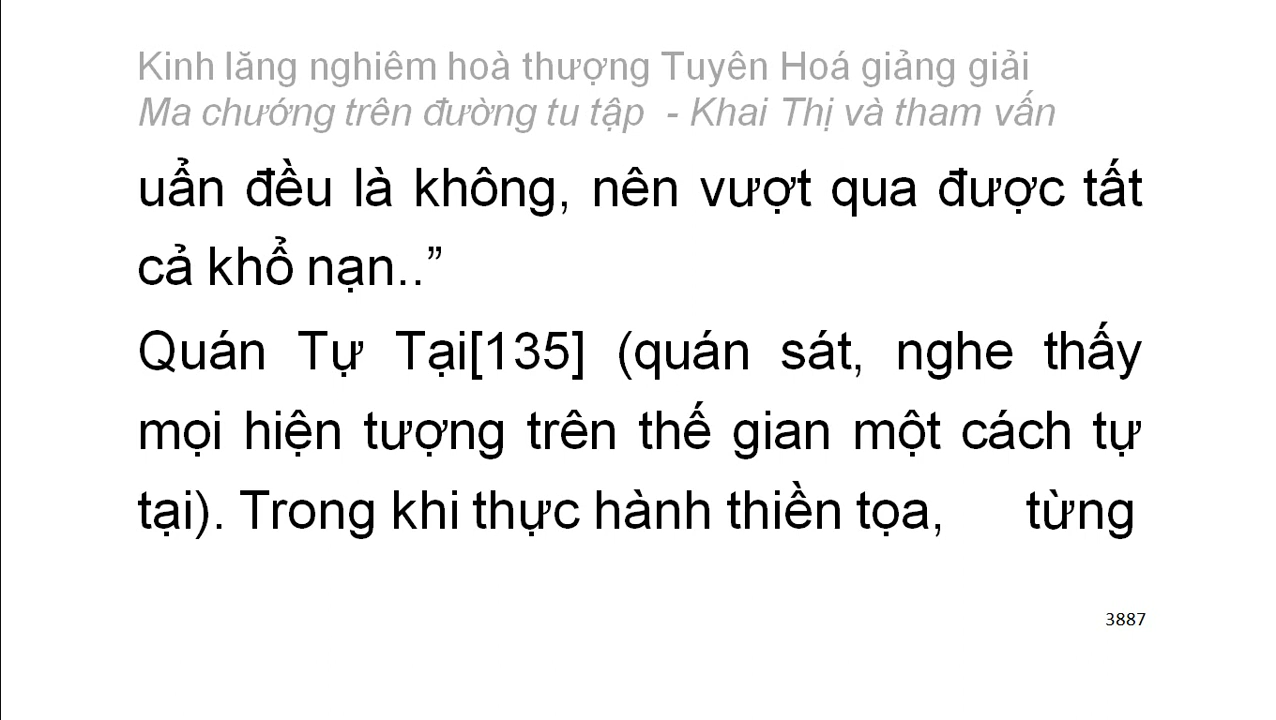 Kinh lăng nghiêm hoà thượng Tuyên Hoá giảng giải
Ma chướng trên đường tu tập - Khai Thị và tham vấn
uẩn đều là không, nên vượt qua được tất
cả khổ nạn..”
Quán Tự Tại[135] (quán sát, nghe thấy
mọi hiện tượng trên thế gian một cách tự
tại). Trong khi thực hành thiền tọa, từng
3887